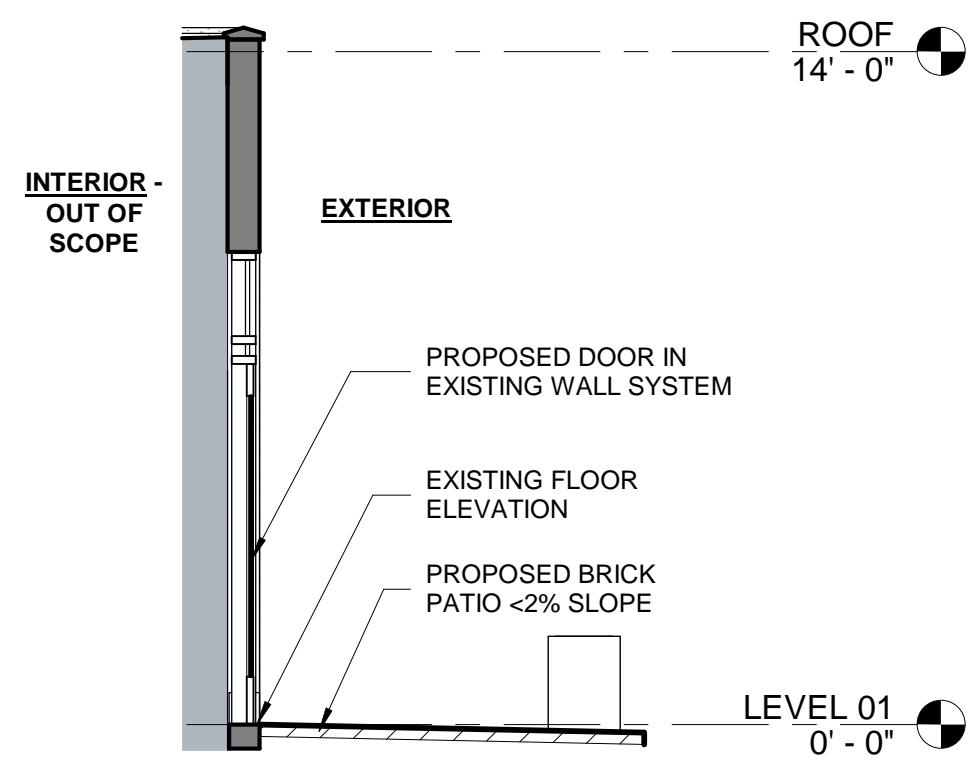 ROOF
14' - 0"
INTERIOR -
OUT OF
SCOPE
EXTERIOR
PROPOSED DOOR IN
EXISTING WALL SYSTEM
EXISTING FLOOR
ELEVATION
PROPOSED BRICK
PATIO <2% SLOPE
LEVEL 01
0' - 0"